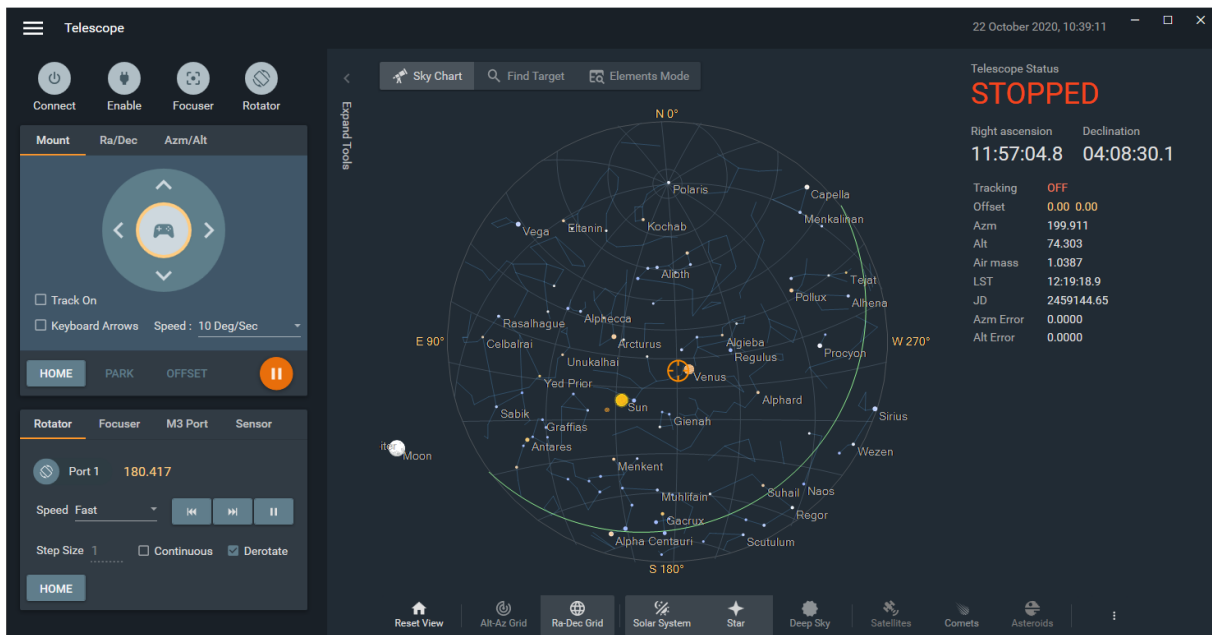 Telescope
22 October 2020, 10:39:11
Connect
Enable
Focuser
Rotator
Mount
Ra/Dec
Azm/Alt
Track On
Keyboard Arrows
Speed : 10 Deg/Sec
HOME
PARK
OFFSET
Rotator
Focuser
M3 Port
Sensor
Port 1
180.417
Speed Fast
Step Size 1
Continuous
Derotate
HOME
Expand Tools
Sky Chart
Find Target
Elements Mode
N 0°
Polaris
Capella
Menkalinan
Vega
Eltanin
Kochab
Alioth
Tejat
Pollux
Alhena
Rasalhague
Alphecca
Celbalrai
Arcturus
Algieba
Regulus
Procyon
E 90°
W 270°
Unukalhai
Venus
Yed Prior
Alphard
Sun
Sabik
Gienah
Sirius
Graffias
Antares
Wezen
iter
Moon
Menkent
Muhlifain
Suhail
Naos
Gacrux
Regor
Alpha Centauri
Scutulum
S 180°
Telescope Status
STOPPED
Right ascension
Declination
11:57:04.8
04:08:30.1
Tracking OFF
Offset 0.00 0.00
Azm 199.911
Alt 74.303
Air mass 1.0387
LST 12:19:18.9
JD 2459144.65
Azm Error 0.0000
Alt Error 0.0000
Reset View
Alt-Az Grid
Ra-Dec Grid
Solar System
Star
Deep Sky
Satellites
Comets
Asteroids